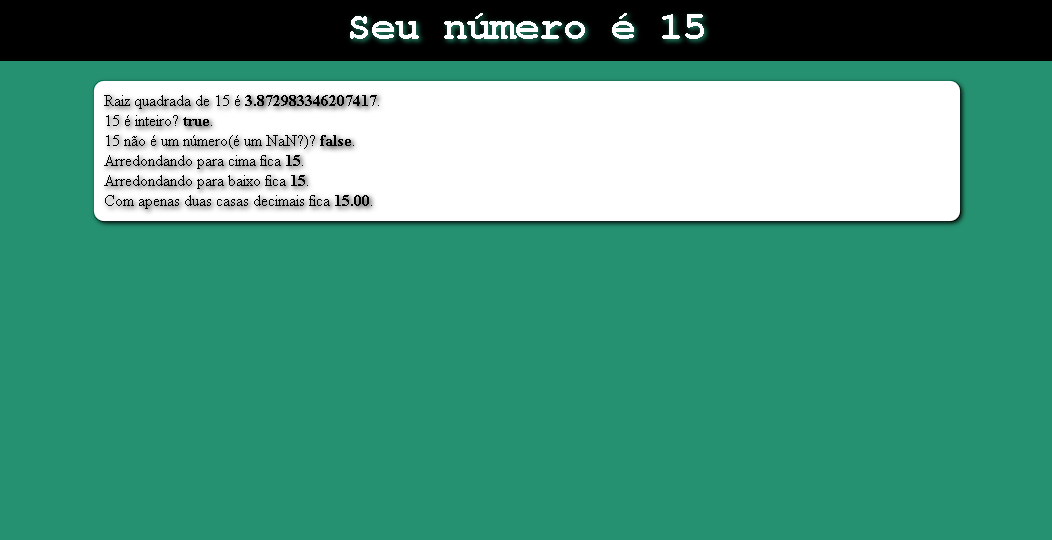 Seu número é 15
Raiz quadrada de 15 é 3.872983346207417.
15 é inteiro? true.
15 não é um número(é um NaN?)? false.
Arredondando para cima fica 15.
Arredondando para baixo fica 15.
Com apenas duas casas decimais fica 15.00.